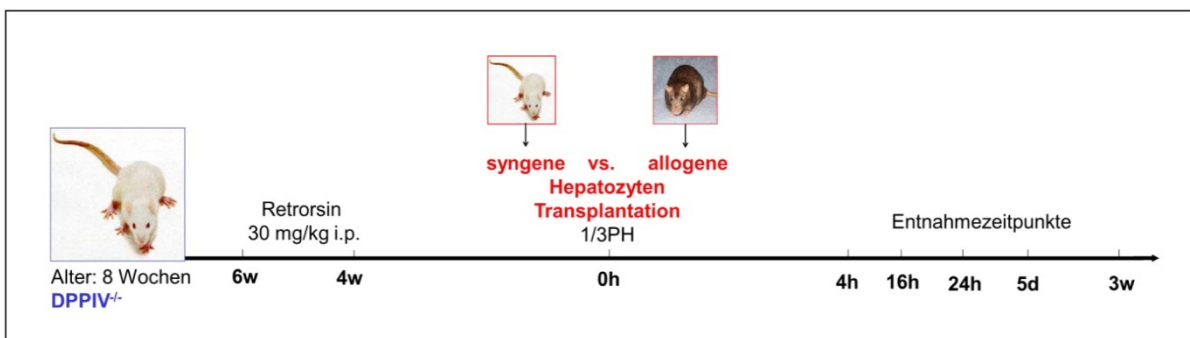 syngene vs. allogene
Hepatozyten
Transplantation
1/3PH
Retrorsin
30 mg/kg i.p.
Entnahmezeitpunkte
Alter: 8 Wochen
DPPIV-/-
6w 4w 0h 4h 16h 24h 5d 3w